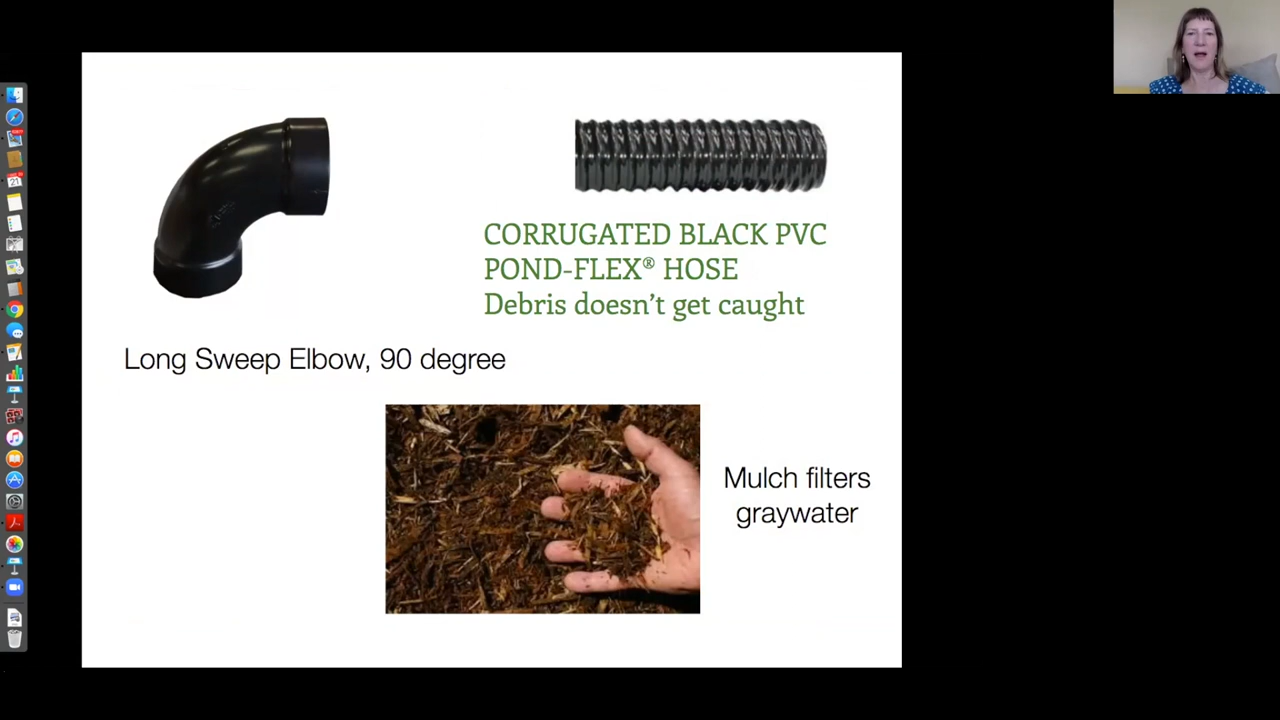 CORRUGATED BLACK PVC
POND-FLEX® HOSE
Debris doesn't get caught
Long Sweep Elbow, 90 degree
Mulch filters
graywater